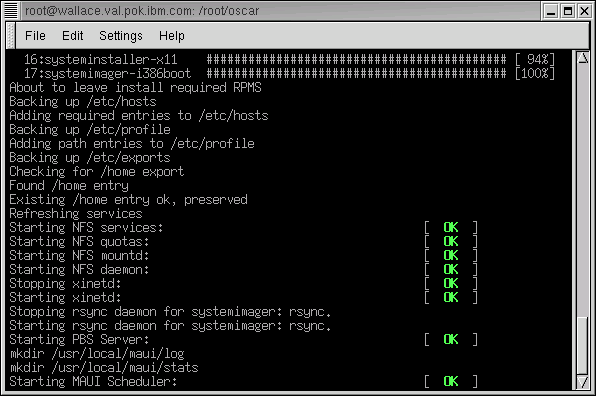 root@wallace.val.pok.ibm.com: /root/oscar
File Edit Settings Help
16:systeminstaller-x11 ########################################### [ 94%]
17:systemimager-i386boot ########################################### [100%]
About to leave install required RPMS
Backing up /etc/hosts
Adding required entries to /etc/hosts
Backing up /etc/profile
Adding path entries to /etc/profile
Backing up /etc/exports
Checking for /home export
Found /home entry
Existing /home entry ok, preserved
Refreshing services
Starting NFS services: [ OK ]
Starting NFS quotas: [ OK ]
Starting NFS mountd: [ OK ]
Starting NFS daemon: [ OK ]
Stopping xinetd: [ OK ]
Starting xinetd: [ OK ]
Stopping rsync daemon for systemimager: rsync.
Starting rsync daemon for systemimager: rsync.
Starting PBS Server: [ OK ]
mkdir /usr/local/maui/log
mkdir /usr/local/maui/stats
Starting MAUI Scheduler: [ OK ]